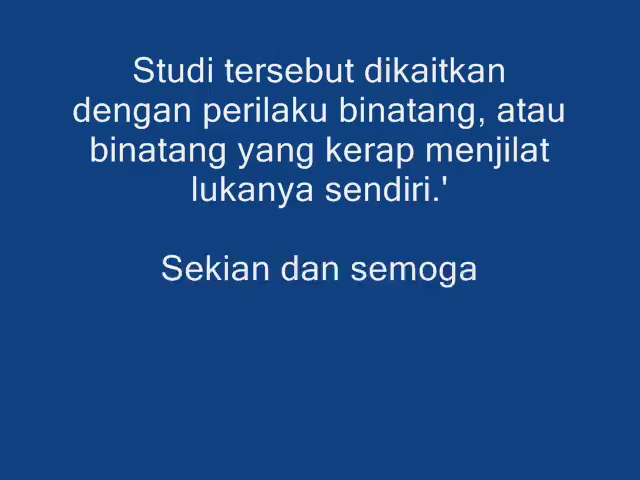 Studi tersebut dikaitkan
dengan perilaku binatang, atau
binatang yang kerap menjilat
lukanya sendiri.'
Sekian dan semoga